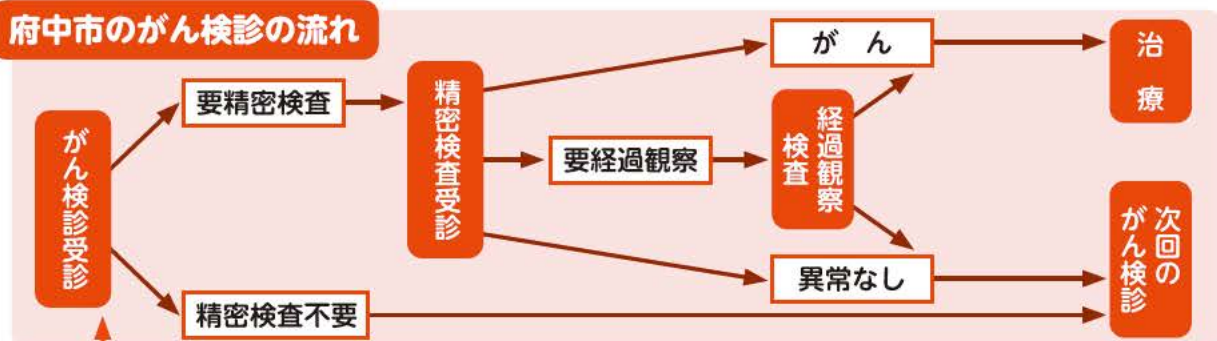 府中市のがん検診の流れ
がん検診受診
要精密検査
精密検査不要
精密検査受診
要経過観察
経過観察
検査
がん
異常なし
治療
次回の
がん検診